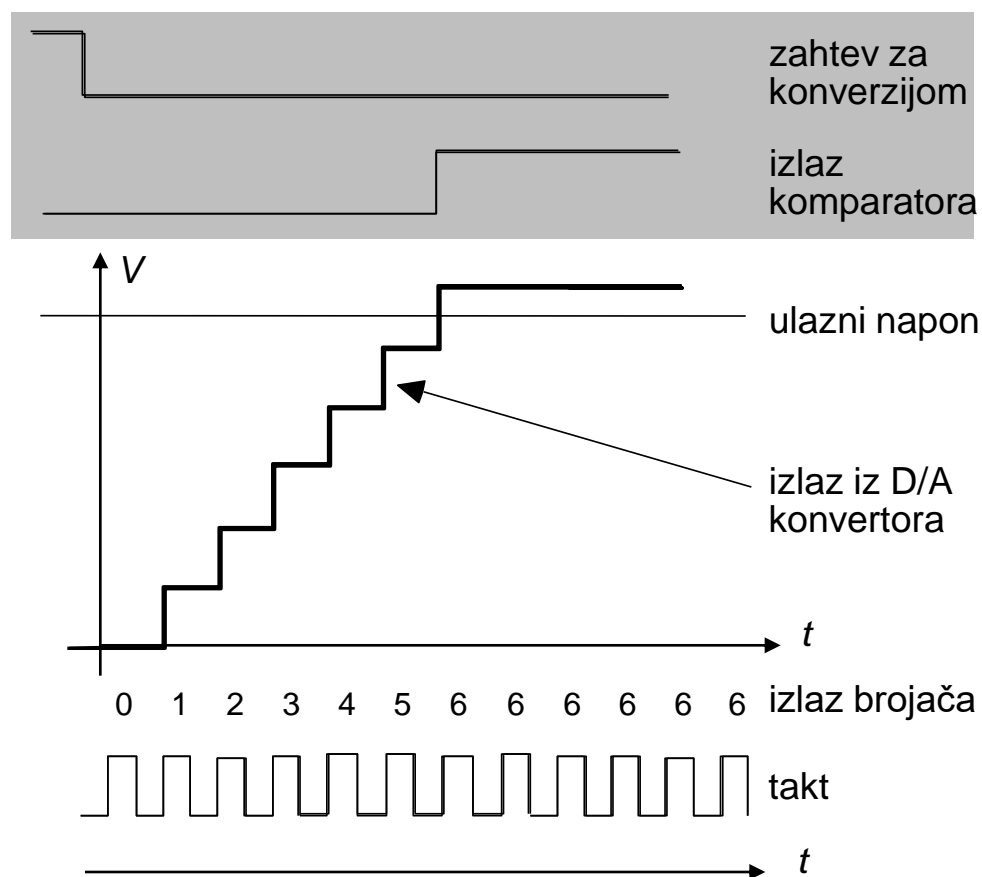 zahtev za
konverzijom
izlaz
komparatora
V
ulazni napon
izlaz iz D/A
konvertora
t
0 1 2 3 4 5 6 6 6 6 6 6 izlaz brojača
takt
t